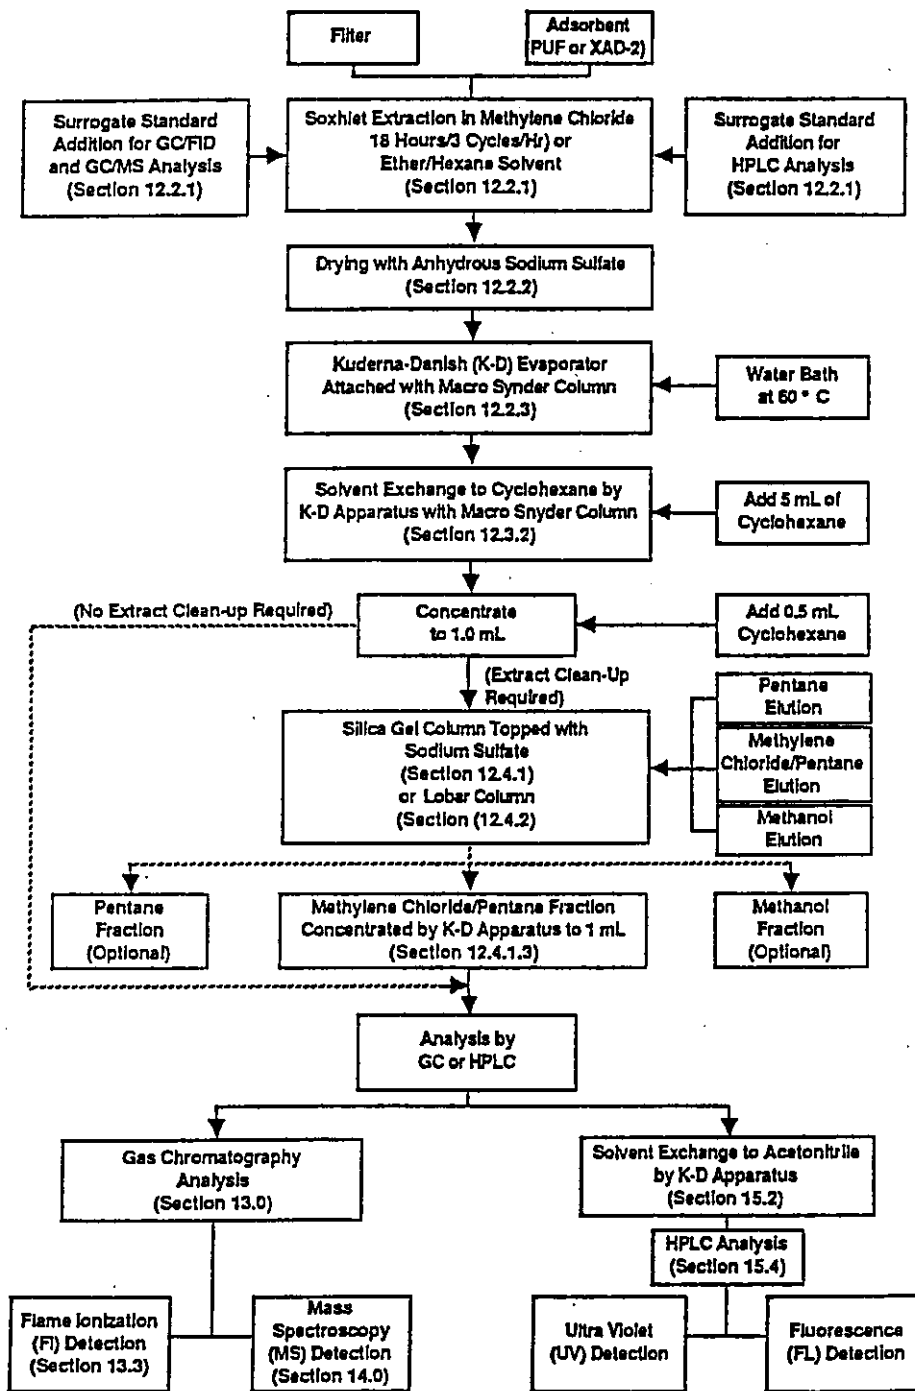 Filter
Adsorbent
PUF or XAD-2)
Surrogate Standard
Addition for GC/FID
and GC/MS Analysis
(Section 12.2.1)
Soxhlet Extraction in Methylene Chloride
18 Hours/3 Cycles/Hr) or
Ether/Hexane Solvent
(Section 12.2.1)
Surrogate Standard
Addition for
HPLC Analysis
(Section 12.2.1)
Drying with Anhydrous Sodium Sulfate
(Section 12.2.2)
Kuderna-Danish (K-D) Evaporator
Attached with Macro Synder Column
(Section 12.2.3)
Water Bath
at 60 ° C
Solvent Exchange to Cyclohexane by
K-D Apparatus with Macro Snyder Column
(Section 12.3.2)
Add 5 mL of
Cyclohexane
(No Extract Clean-up Required)
Concentrate
to 1.0 mL
Add 0.5 mL
Cyclohexane
(Extract Clean-Up
Required)
Silica Gel Column Topped with
Sodium Sulfate
(Section 12.4.1)
or Lobar Column
(Section (12.4.2)
Pentane
Elution
Methylene
Chloride/Pentane
Elution
Methanol
Elution
Pentane
Fraction
(Optional)
Methylene Chloride/Pentane Fraction
Concentrated by K-D Apparatus to 1 mL
(Section 12.4.1.3)
Methanol
Fraction
(Optional)
Analysis by
GC or HPLC
Gas Chromatography
Analysis
(Section 13.0)
Solvent Exchange to Acetonitrile
by K-D Apparatus
(Section 15.2)
HPLC Analysis
(Section 15.4)
Flame Ionization
(FI) Detection
(Section 13.3)
Mass
Spectroscopy
(MS) Detection
(Section 14.0)
Ultra Violet
(UV) Detection
Fluorescence
(FL) Detection